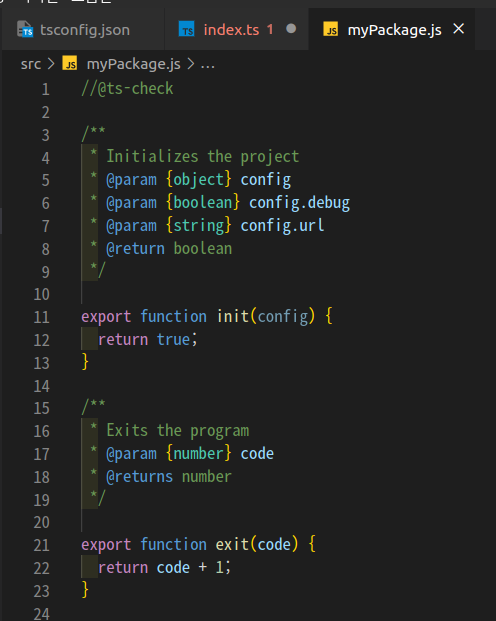 tsconfig.json
TS index.ts 1
JS myPackage.js
src > JS myPackage.js > ...
1 //@ts-check
2
3 /**
4  * Initializes the project
5  * @param {object} config
6  * @param {boolean} config.debug
7  * @param {string} config.url
8  * @return boolean
9  */
10
11 export function init(config) {
12   return true;
13 }
14
15 /**
16  * Exits the program
17  * @param {number} code
18  * @returns number
19  */
20
21 export function exit(code) {
22   return code + 1;
23 }
24